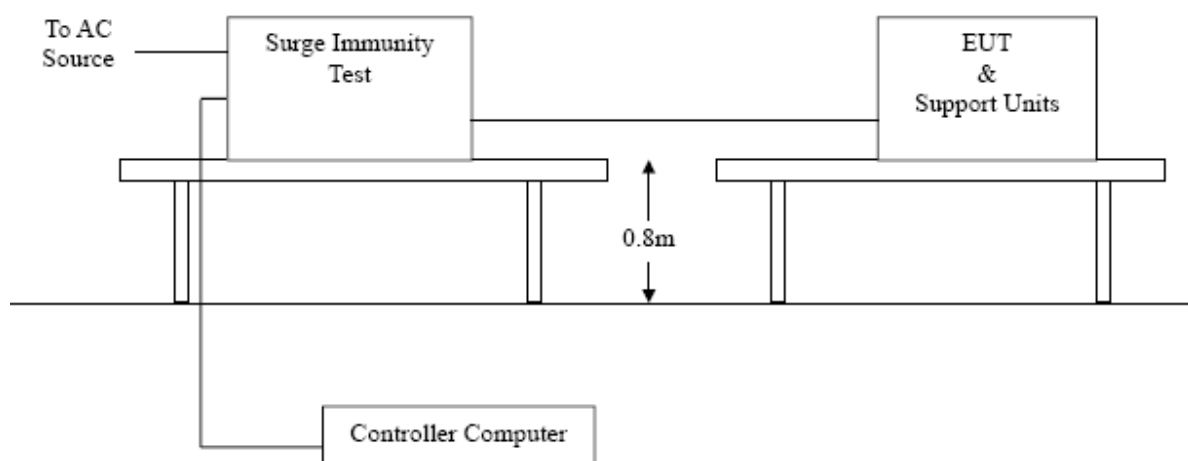 To AC
Source
Surge Immunity
Test
EUT
&
Support Units
0.8m
Controller Computer